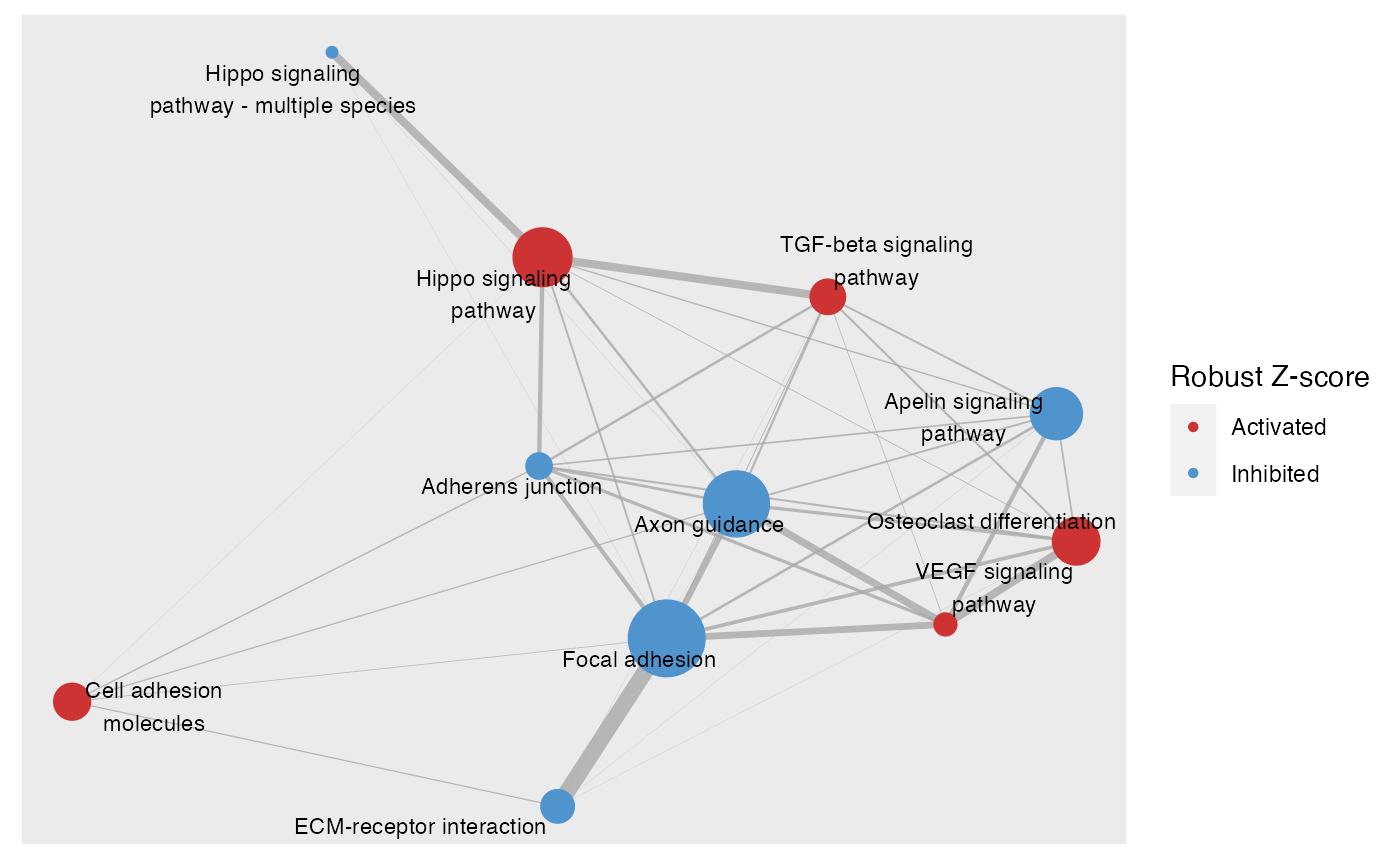 Hippo signaling
pathway - multiple species
TGF-beta signaling
pathway
Hippo signaling
pathway
Robust Z-score
Activated
Inhibited
Apelin signaling
pathway
Adherens junction
Axon guidance
Osteoclast differentiation
VEGF signaling
pathway
Focal adhesion
Cell adhesion
molecules
ECM-receptor interaction